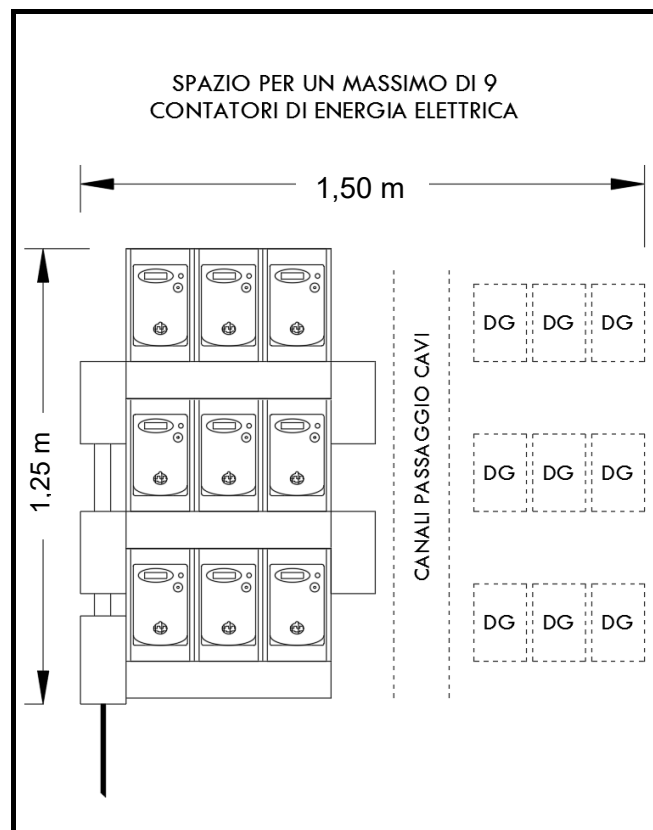 SPAZIO PER UN MASSIMO DI 9
CONTATORI DI ENERGIA ELETTRICA
1,50 m
1,25 m
CANALI PASSAGGIO CAVI
DG DG DG
DG DG DG
DG DG DG